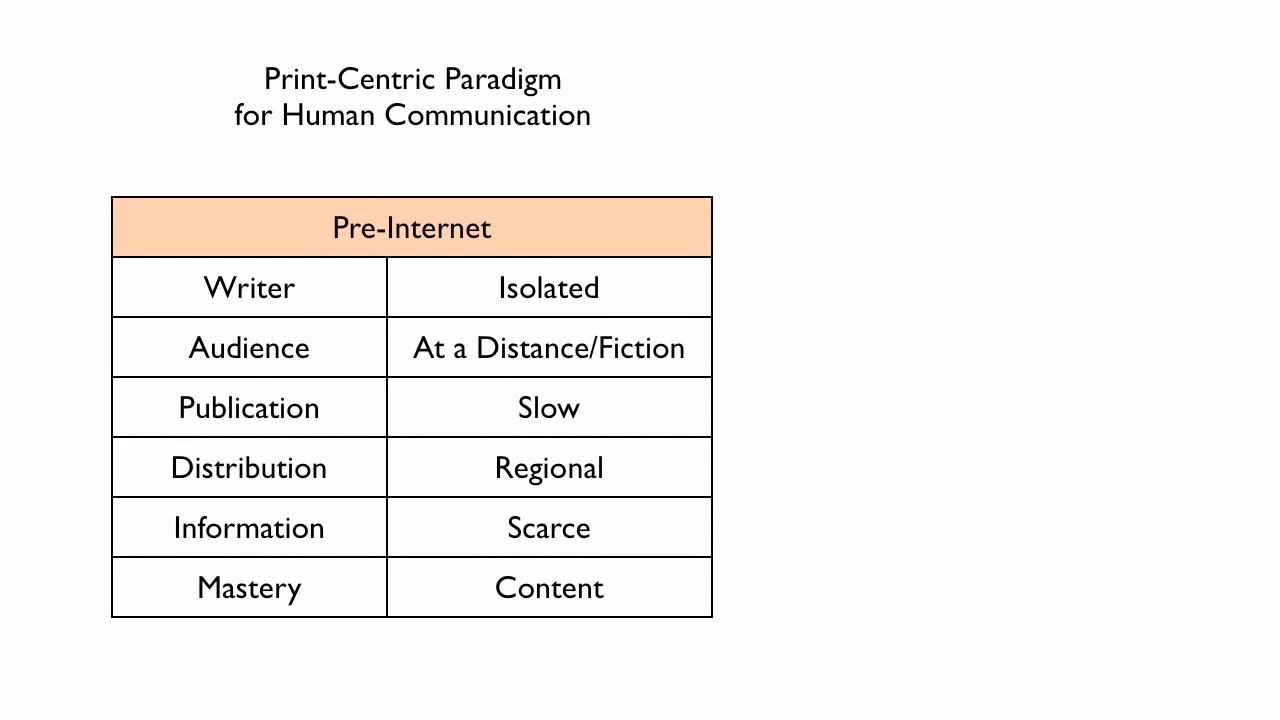 Print-Centric Paradigm
for Human Communication
Pre-Internet
Writer Isolated
Audience At a Distance/Fiction
Publication Slow
Distribution Regional
Information Scarce
Mastery Content